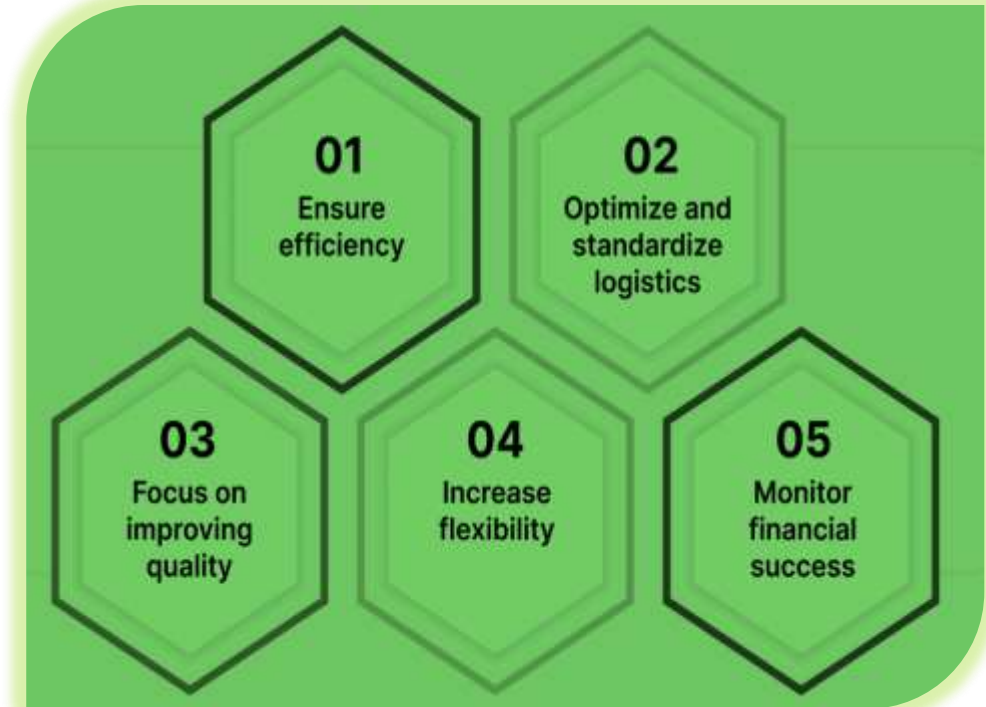 01
Ensure
efficiency
02
Optimize and
standardize
logistics
03
Focus on
improving
quality
04
Increase
flexibility
05
Monitor
financial
success